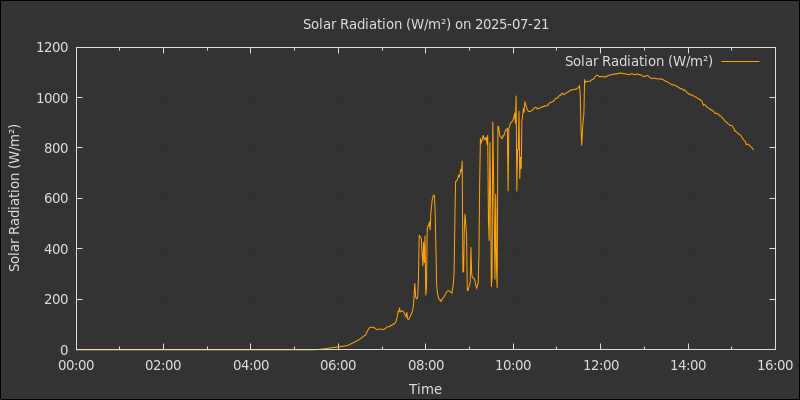 Solar Radiation (W/m²) on 2025-07-21
Solar Radiation (W/m²)
Solar Radiation (W/m²)
1200
1000
800
600
400
200
0
00:00 02:00 04:00 06:00 08:00 10:00 12:00 14:00 16:00
Time